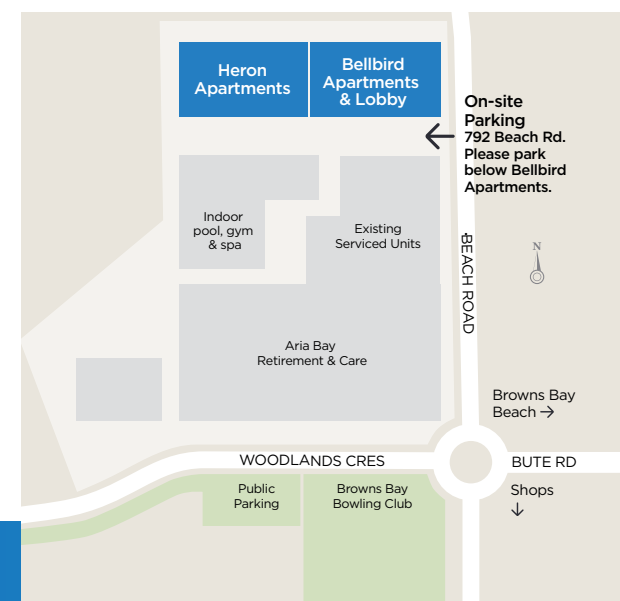 Heron
Apartments
Bellbird
Apartments
& Lobby
On-site
Parking
792 Beach Rd.
Please park
below Bellbird
Apartments.
Indoor
pool, gym
& spa
Existing
Serviced Units
BEACH ROAD
N
Aria Bay
Retirement & Care
Browns Bay
Beach →
WOODLANDS CRES
BUTE RD
Public
Parking
Browns Bay
Bowling Club
Shops
↓